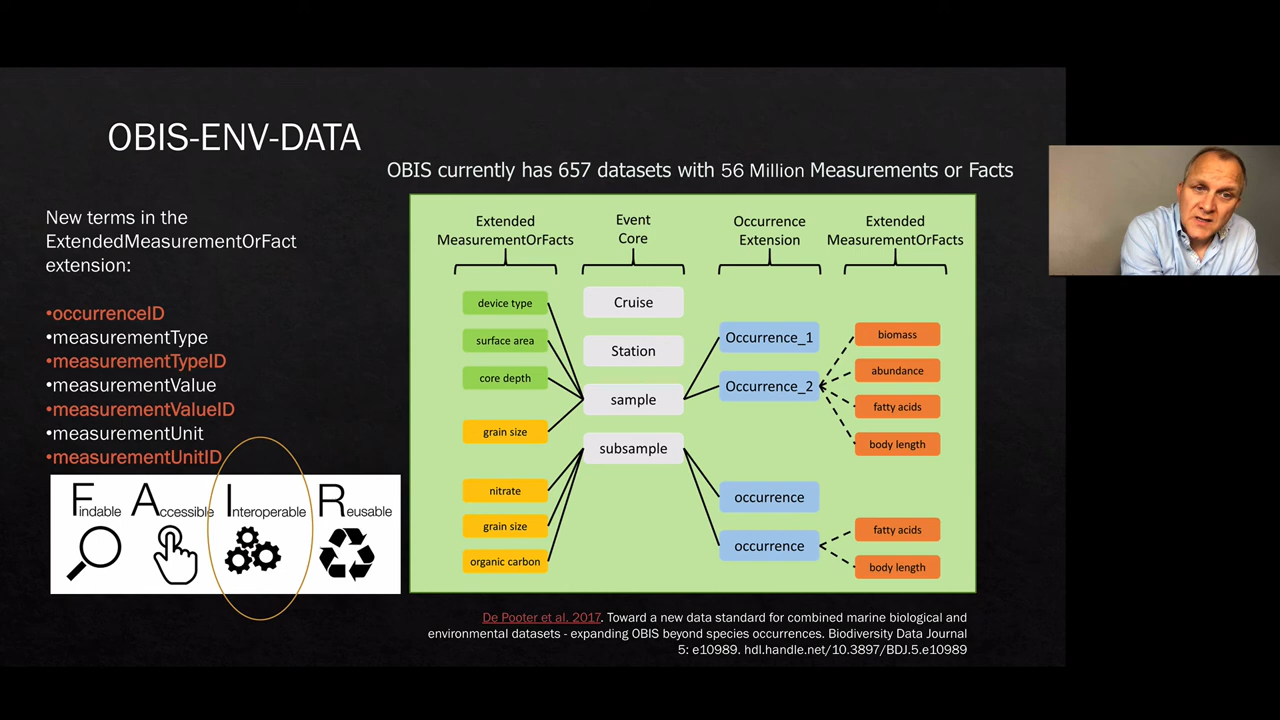 OBIS-ENV-DATA
OBIS currently has 657 datasets with 56 Million Measurements or Facts
New terms in the
ExtendedMeasurementOrFact
extension:
•occurrenceID
•measurementType
•measurementTypeID
•measurementValue
•measurementValueID
•measurementUnit
•measurementUnitID
Findable
Accessible
Interoperable
Reusable
Extended
MeasurementOrFacts
Event
Core
Occurrence
Extension
Extended
MeasurementOrFacts
device type
surface area
core depth
grain size
nitrate
grain size
organic carbon
Cruise
Station
sample
subsample
Occurrence_1
Occurrence_2
occurrence
occurrence
biomass
abundance
fatty acids
body length
fatty acids
body length
De Pooter et al. 2017. Toward a new data standard for combined marine biological and
environmental datasets - expanding OBIS beyond species occurrences. Biodiversity Data Journal
5: e10989. hdl.handle.net/10.3897/BDJ.5.e10989